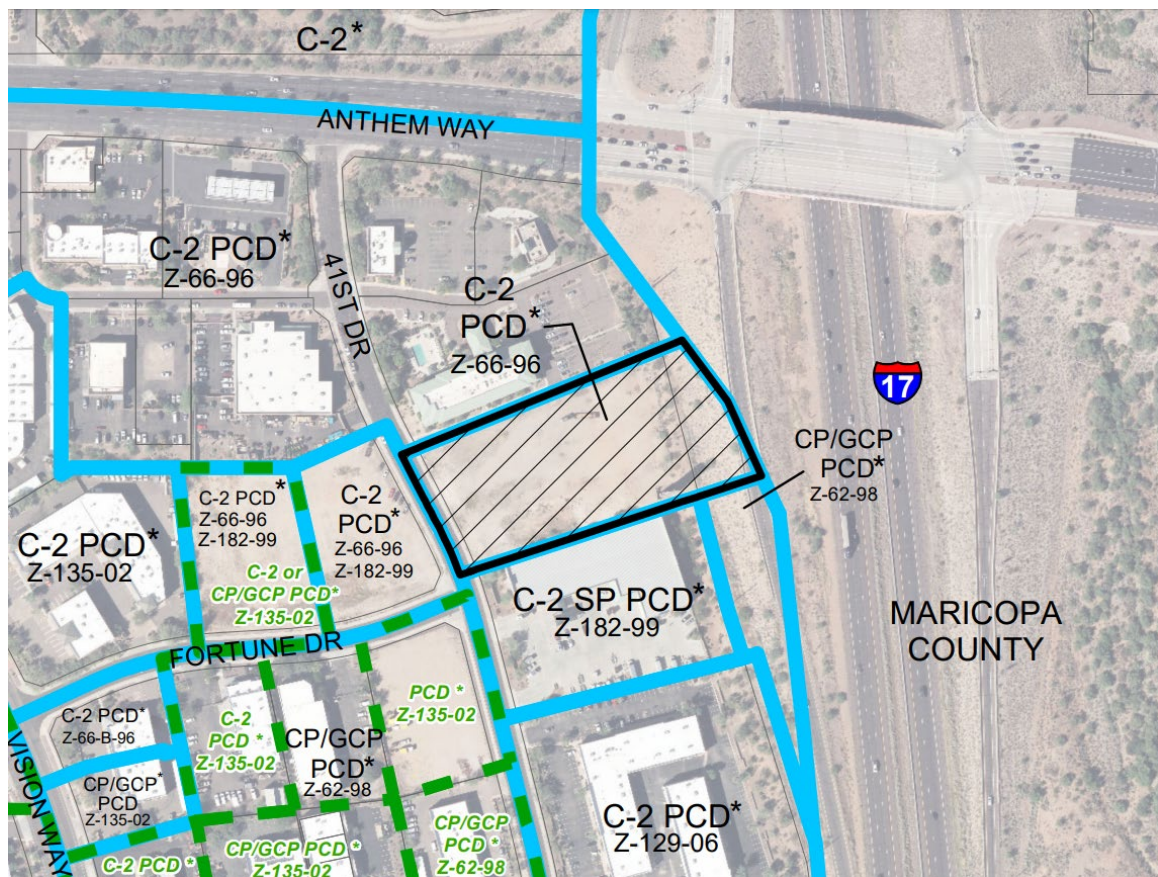 C-2*
ANTHEM WAY
C-2 PCD*
Z-66-96
41ST DR
C-2
PCD*
Z-66-96
17
CP/GCP
PCD*
Z-62-98
C-2 PCD*
Z-66-96
Z-182-99
C-2
PCD*
Z-66-96
Z-182-99
C-2 PCD*
Z-135-02
C-2 or
CP/GCP PCD*
Z-135-02
C-2 SP PCD*
Z-182-99
MARICOPA
COUNTY
FORTUNE DR
C-2 PCD*
Z-66-B-96
C-2
PCD *
Z-135-02
CP/GCP
PCD*
Z-62-98
PCD *
Z-135-02
VISION WAY
CP/GCP*
PCD
Z-135-02
C-2 PCD*
Z-129-06
C-2 PCD *
CP/GCP PCD *
Z-135-02
CP/GCP
PCD *
Z-62-98